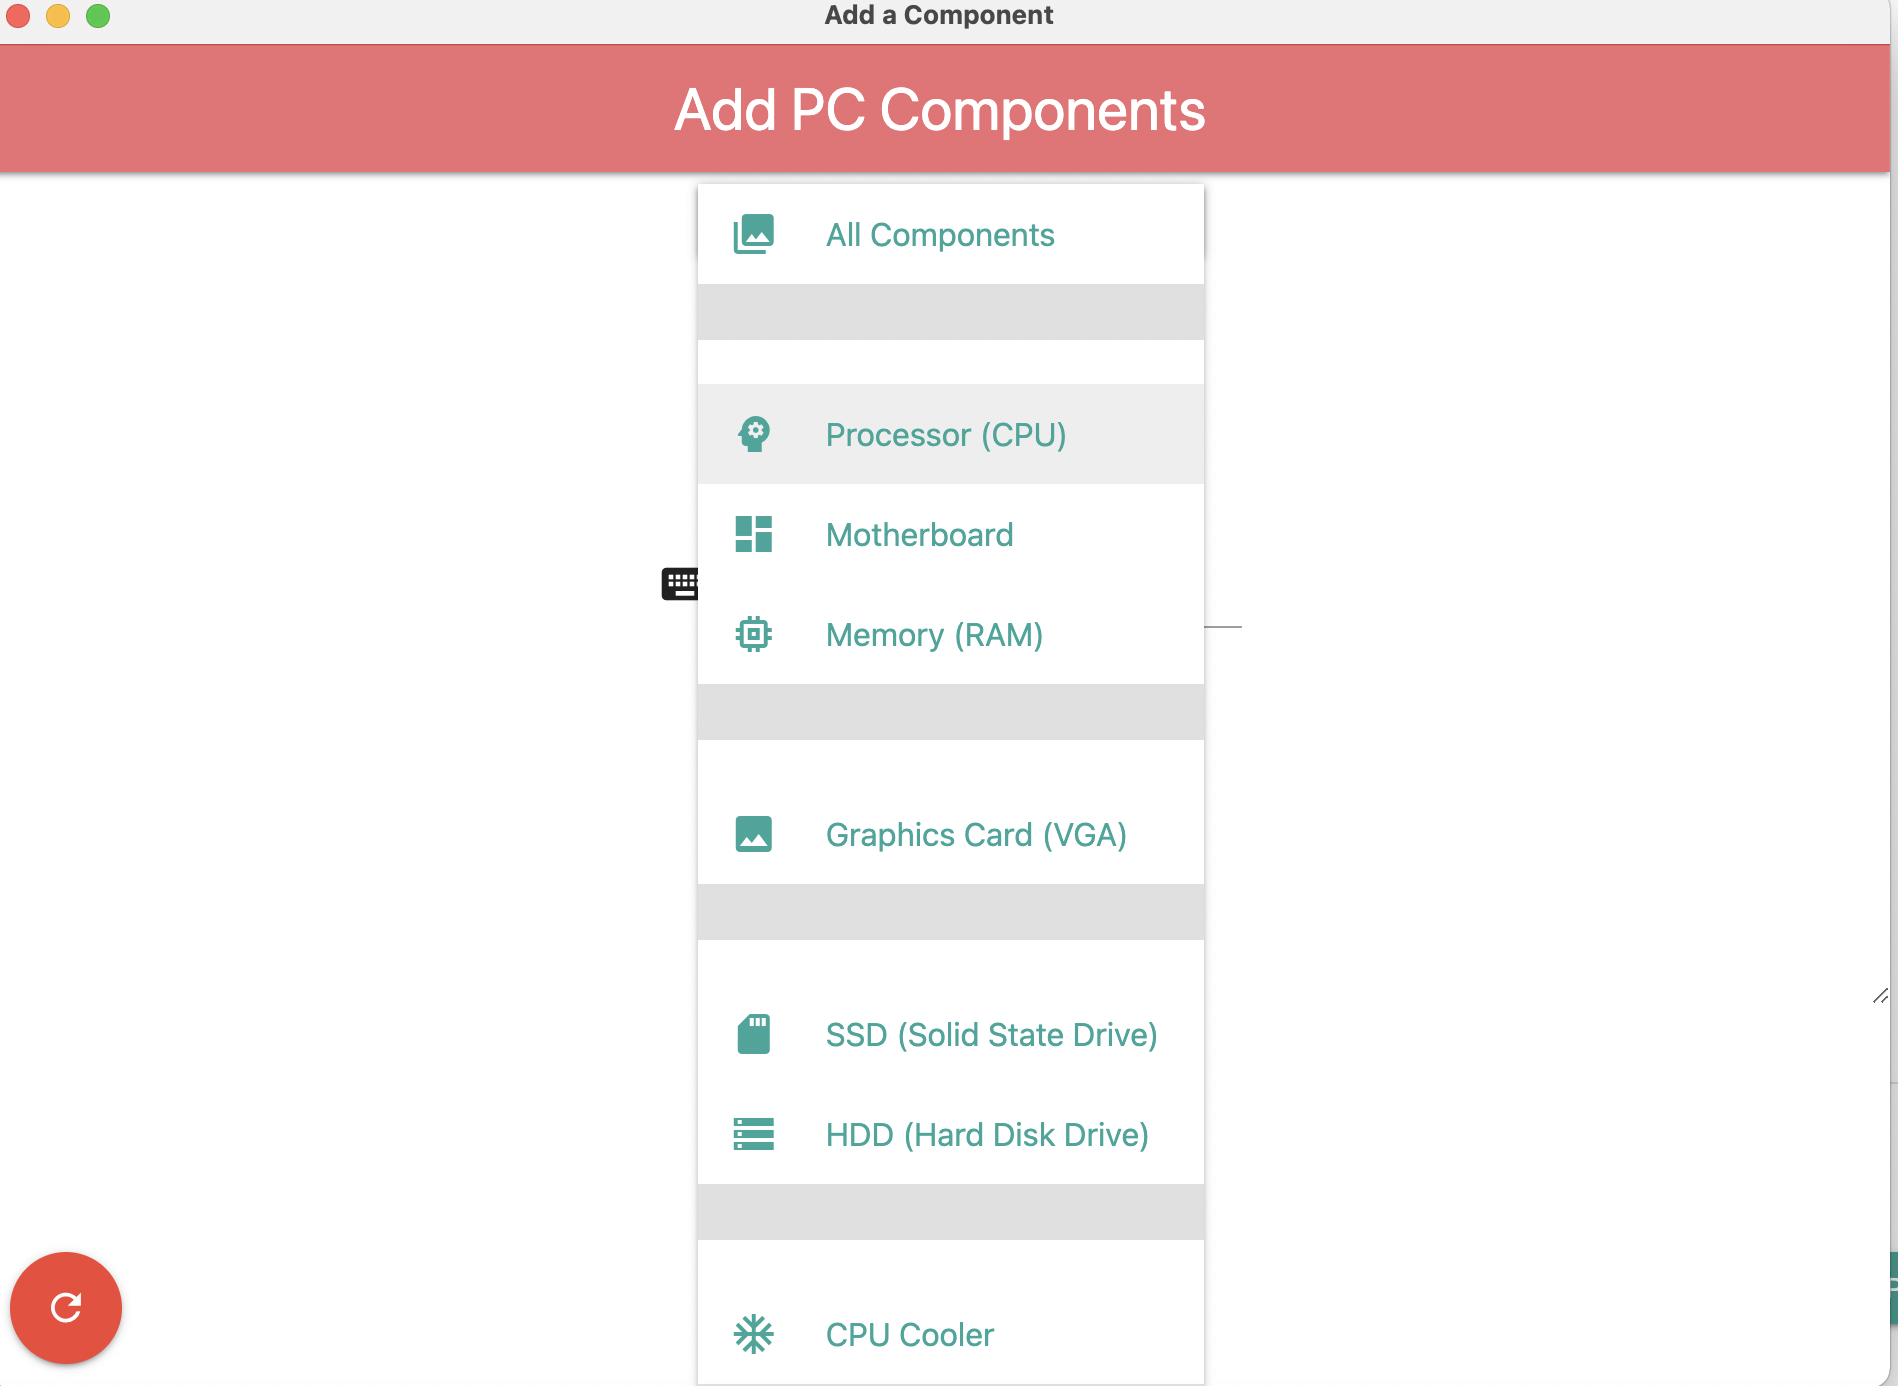 Add a Component
Add PC Components
All Components
Processor (CPU)
Motherboard
Memory (RAM)
Graphics Card (VGA)
SSD (Solid State Drive)
HDD (Hard Disk Drive)
CPU Cooler